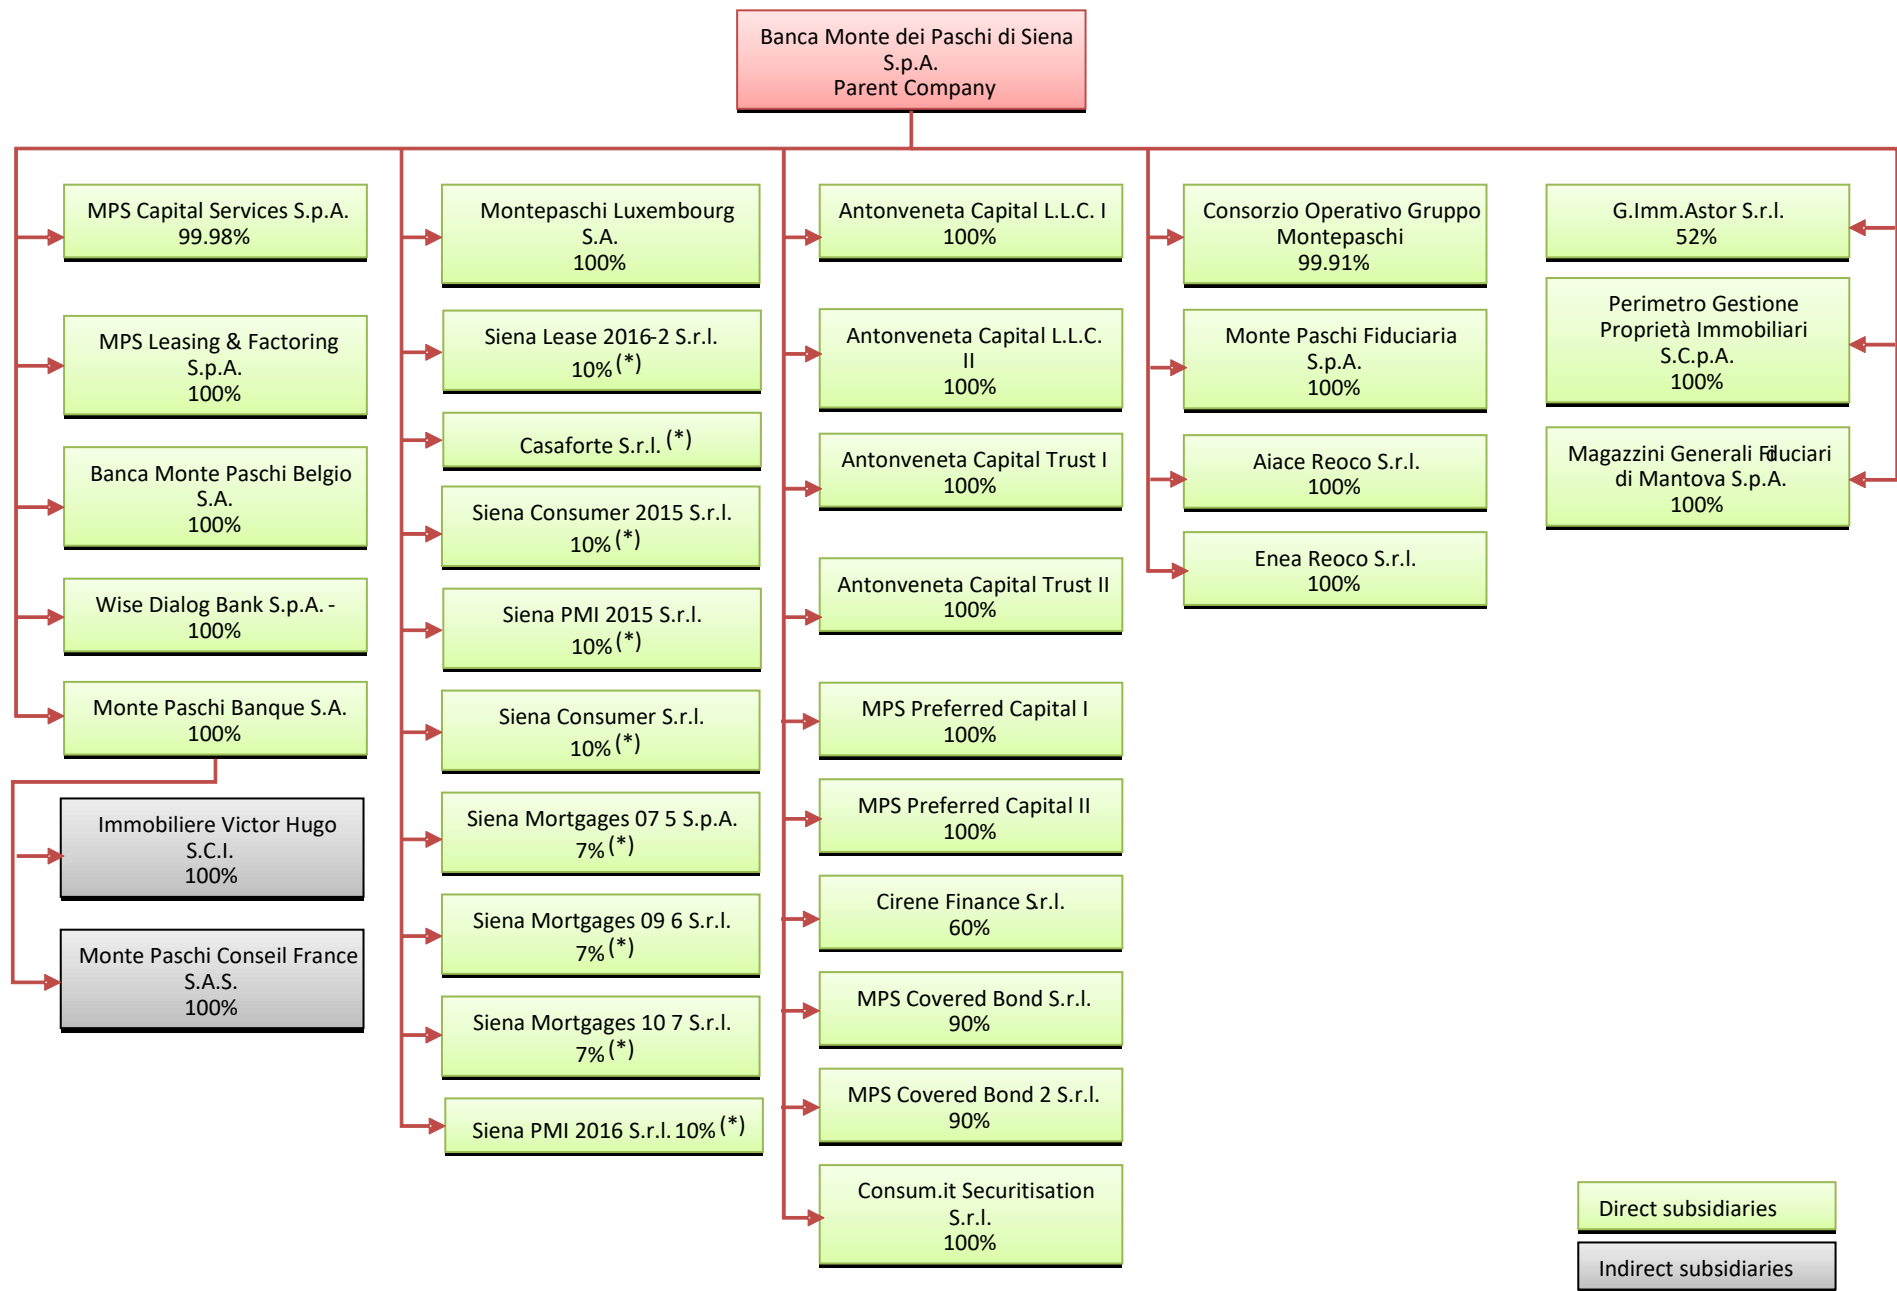 Banca Monte dei Paschi di Siena
S.p.A.
Parent Company
MPS Capital Services S.p.A.
99.98%
MPS Leasing & Factoring
S.p.A.
100%
Banca Monte Paschi Belgio
S.A.
100%
Wise Dialog Bank S.p.A. -
100%
Monte Paschi Banque S.A.
100%
Immobiliere Victor Hugo
S.C.I.
100%
Monte Paschi Conseil France
S.A.S.
100%
Montepaschi Luxembourg
S.A.
100%
Siena Lease 2016-2 S.r.l.
10% (*)
Casaforte S.r.l. (*)
Siena Consumer 2015 S.r.l.
10% (*)
Siena PMI 2015 S.r.l.
10% (*)
Siena Consumer S.r.l.
10% (*)
Siena Mortgages 07 5 S.p.A.
7% (*)
Siena Mortgages 09 6 S.r.l.
7% (*)
Siena Mortgages 10 7 S.r.l.
7% (*)
Siena PMI 2016 S.r.l. 10% (*)
Antonveneta Capital L.L.C. I
100%
Antonveneta Capital L.L.C.
II
100%
Antonveneta Capital Trust I
100%
Antonveneta Capital Trust II
100%
MPS Preferred Capital I
100%
MPS Preferred Capital II
100%
Cirene Finance S.r.l.
60%
MPS Covered Bond S.r.l.
90%
MPS Covered Bond 2 S.r.l.
90%
Consum.it Securitisation
S.r.l.
100%
Consorzio Operativo Gruppo
Montepaschi
99.91%
Monte Paschi Fiduciaria
S.p.A.
100%
Aiace Reoco S.r.l.
100%
Enea Reoco S.r.l.
100%
G.Imm.Astor S.r.l.
52%
Perimetro Gestione
Proprietà Immobiliari
S.C.p.A.
100%
Magazzini Generali Fiduciari
di Mantova S.p.A.
100%
Direct subsidiaries
Indirect subsidiaries